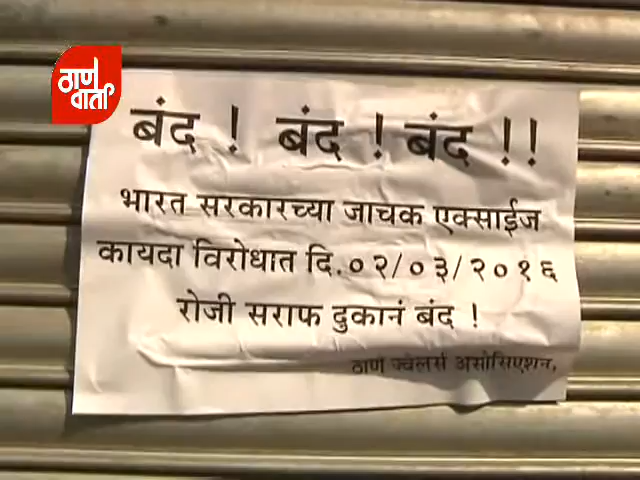 ठाणे
वार्ता
बंद ! बंद ! बंद !!
भारत सरकारच्या जाचक एक्साईज
कायदा विरोधात दि.०२/०३/२०१६
रोजी सराफ दुकानं बंद !
ठाणे ज्वेलर्स असोसिएशन,